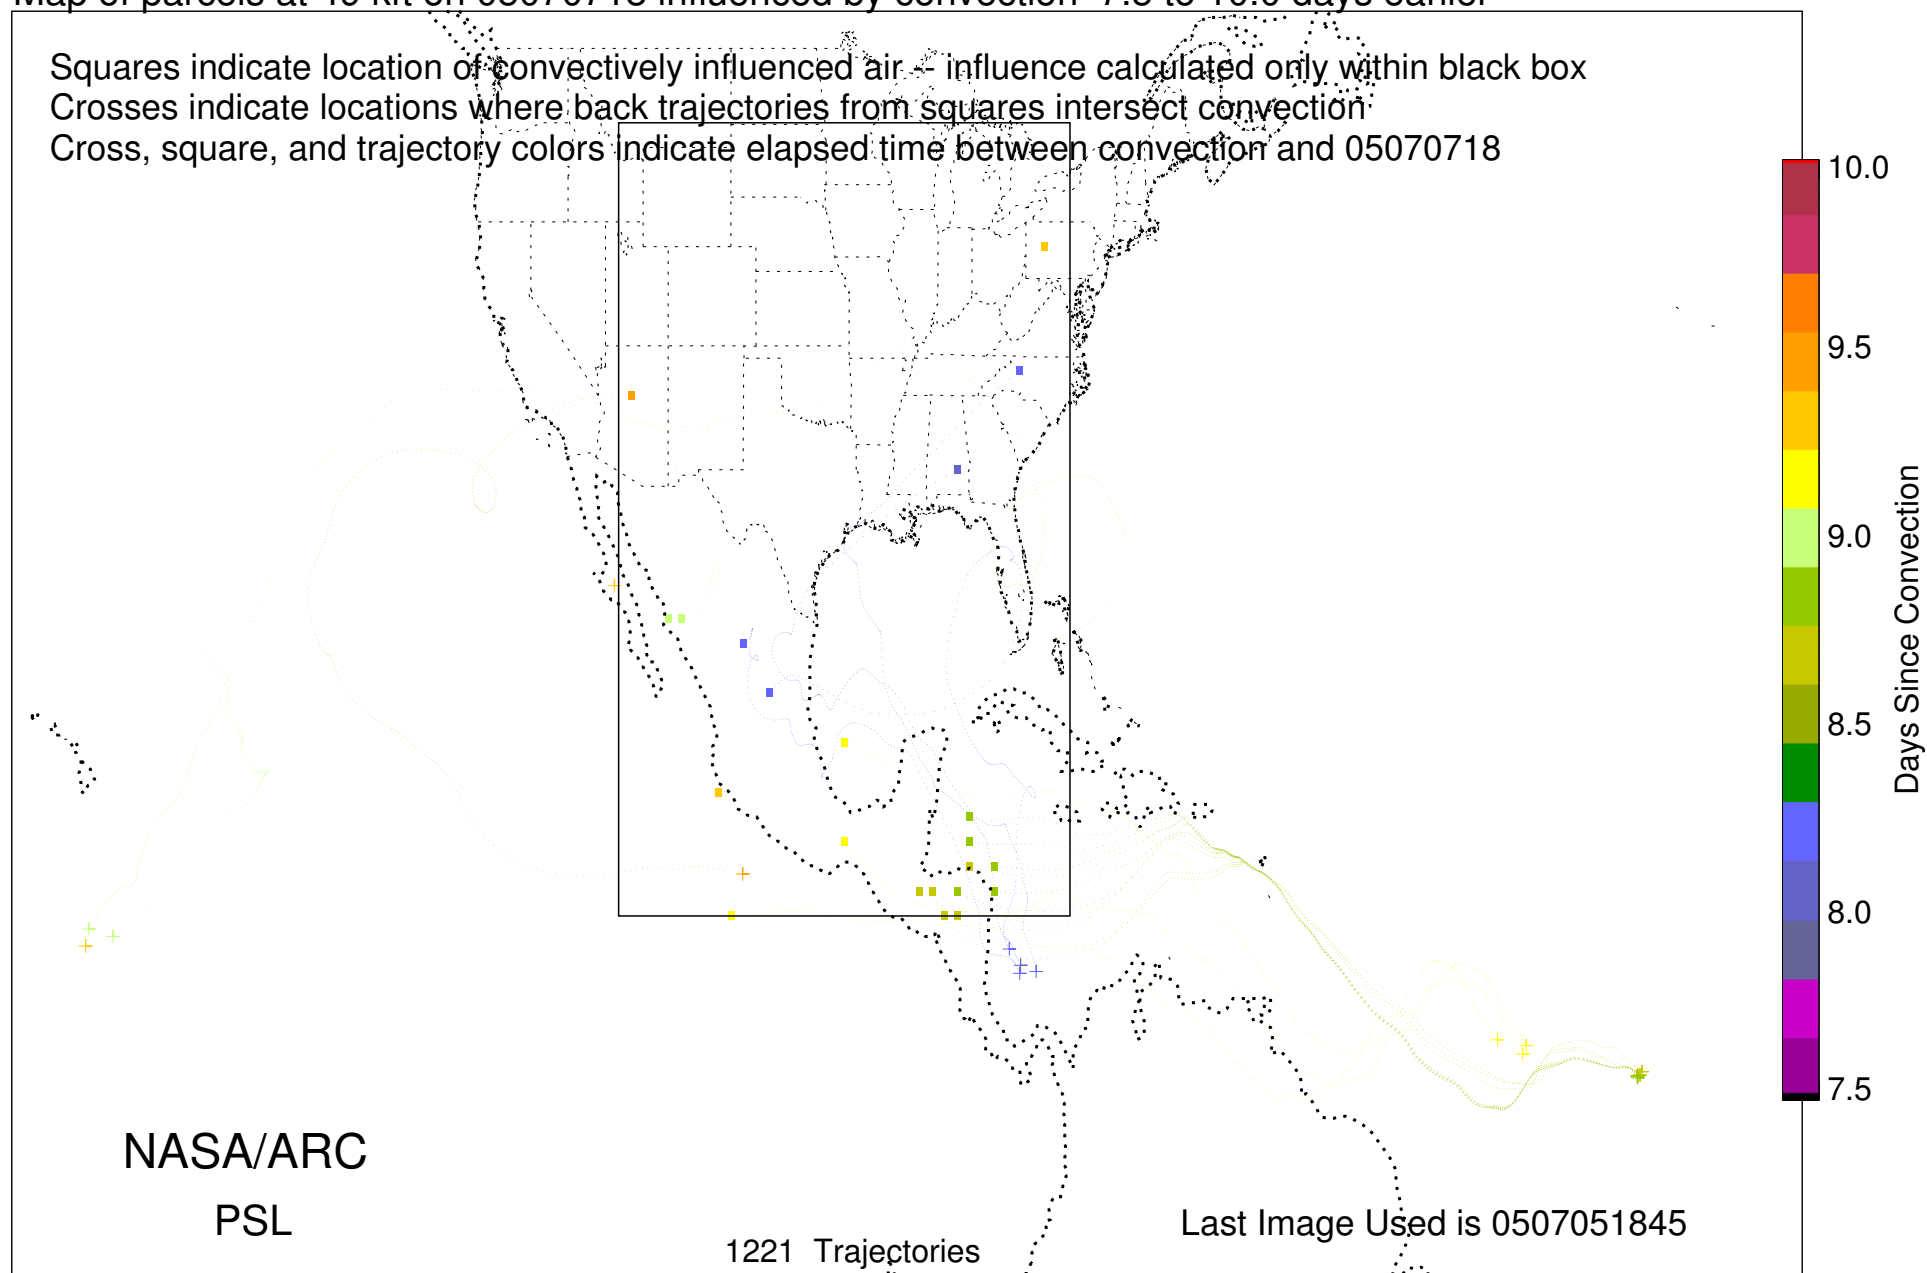 Squares indicate location of convectively influenced air -- influence calculated only within black box
Crosses indicate locations where back trajectories from squares intersect convection
Cross, square, and trajectory colors indicate elapsed time between convection and 05070718
10.0
9.5
9.0
8.5
8.0
7.5
Days Since Convection
NASA/ARC
PSL
1221 Trajectories
Last Image Used is 0507051845